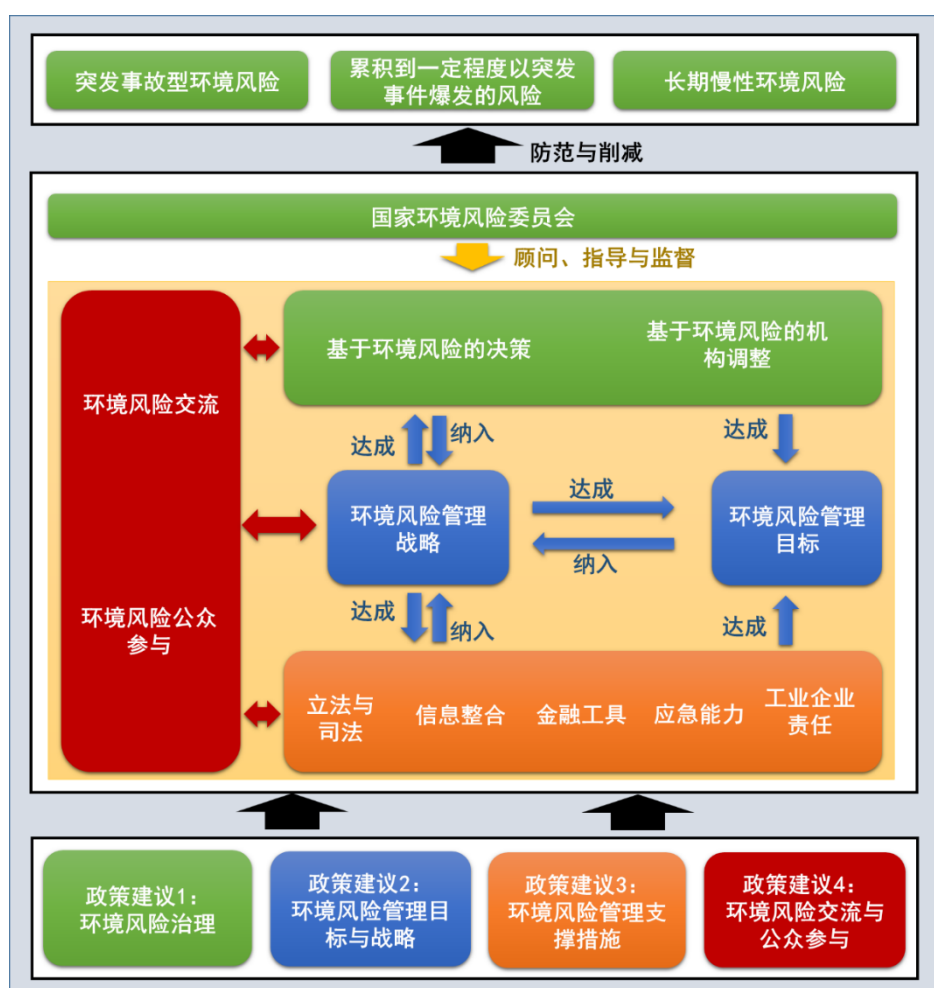 突发事故型环境风险
累积到一定程度以突发
事件爆发的风险
长期慢性环境风险
防范与削减
国家环境风险委员会
顾问、指导与监督
环境风险交流
环境风险公众
参与
基于环境风险的决策
基于环境风险的机
构调整
达成
纳入
达成
环境风险管理
战略
达成
纳入
环境风险管理
目标
达成
纳入
达成
立法与
司法
信息整合
金融工具
应急能力
工业企业
责任
政策建议1：
环境风险治理
政策建议2：
环境风险管理目
标与战略
政策建议3：
环境风险管理支
撑措施
政策建议4：
环境风险交流与
公众参与